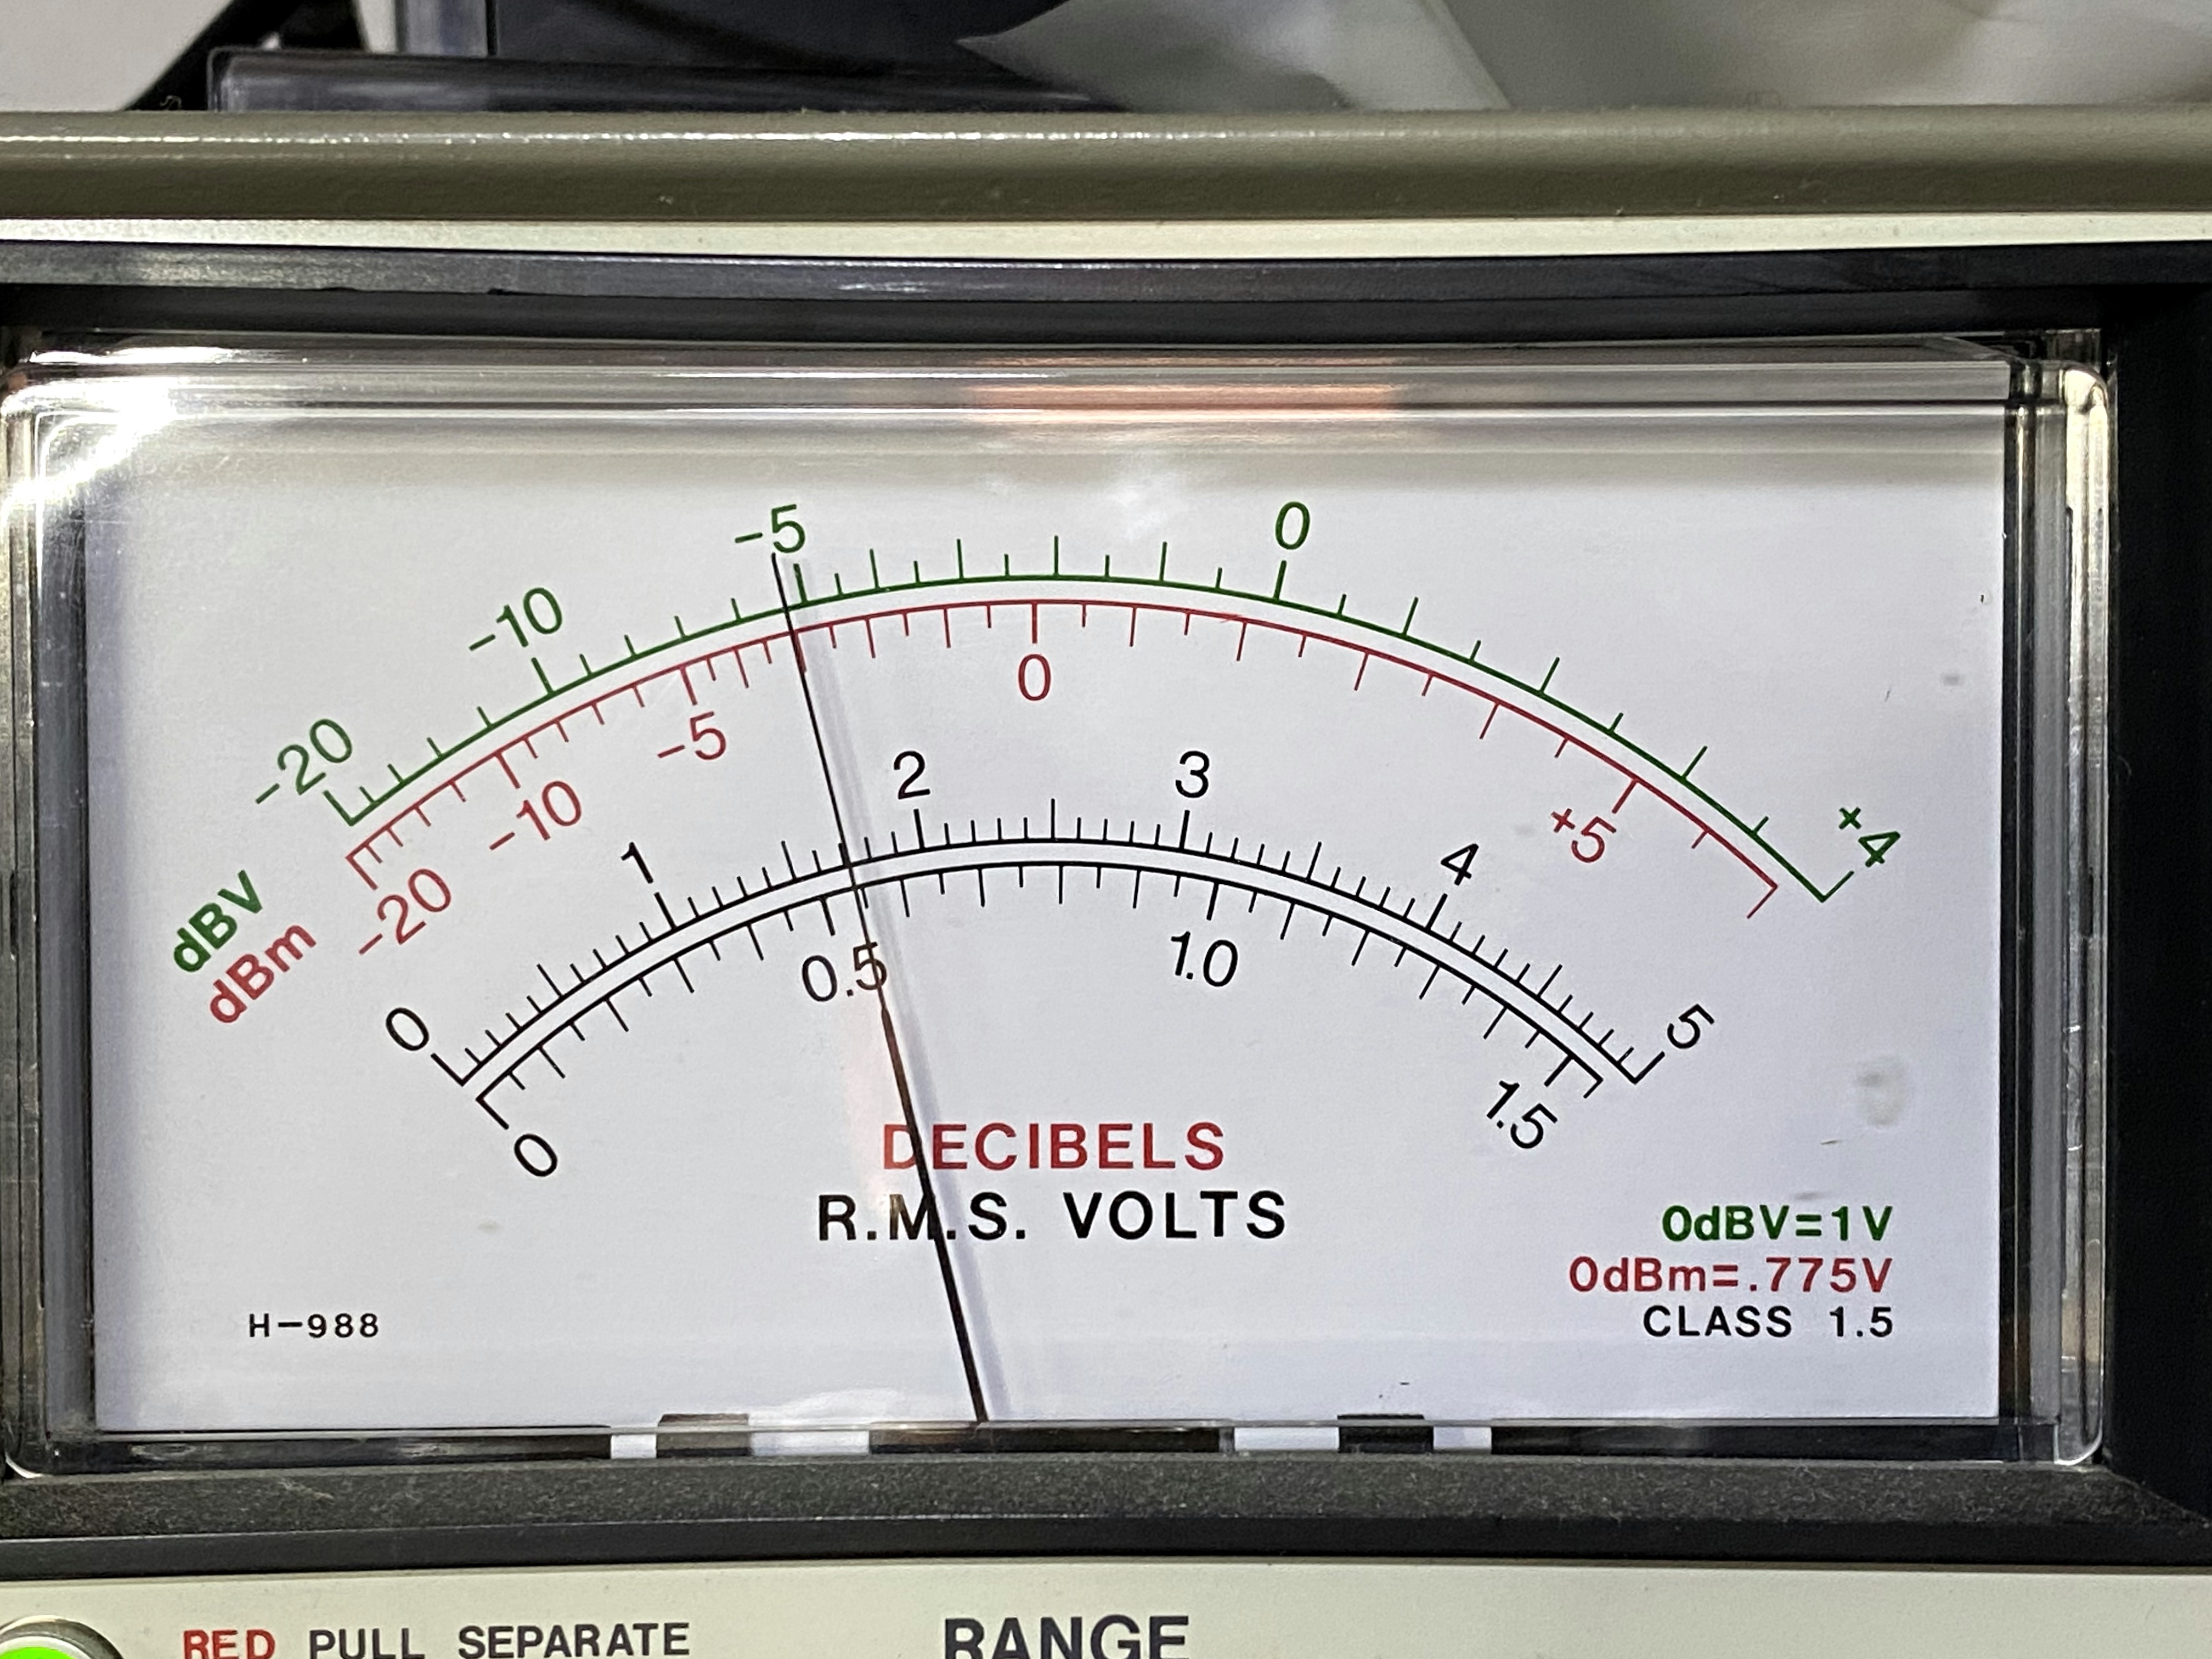 -5 0
-10
-20 +4
dBV
-20 -10 -5 0 +5
dBm
0 1 2 3 4 5
0 0.5 1.0 1.5
DECIBELS
R.M.S. VOLTS
0dBV=1V
0dBm=.775V
CLASS 1.5
H-988
RED PULL SEPARATE
RANGE